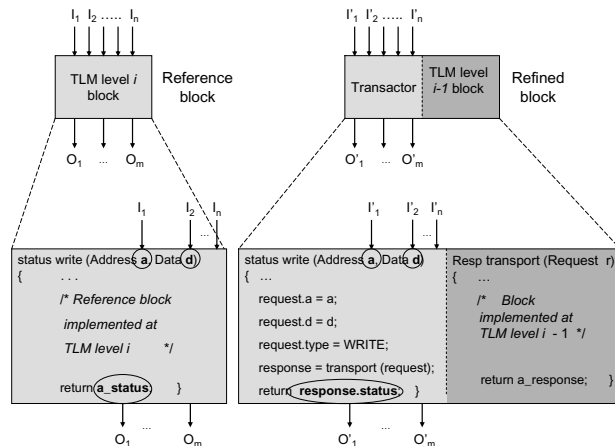 I1 I2 ..... In
TLM level i
block
Reference
block
O1 ... Om
I'1 I'2 ..... I'n
Transactor
TLM level
i-1 block
Refined
block
O'1 ... O'm
I1 I2 ... In
status write (Address a, Data d)
{ . . .
/* Reference block
implemented at
TLM level i */
return a_status; }
O1 ... Om
I'1 I'2 ... I'n
status write (Address a, Data d)
{ ...
request.a = a;
request.d = d;
request.type = WRITE;
response = transport (request);
return response.status; }
O'1 ... O'm
Resp transport (Request r)
{ ...
/* Block
implemented at
TLM level i - 1 */
return a_response; }